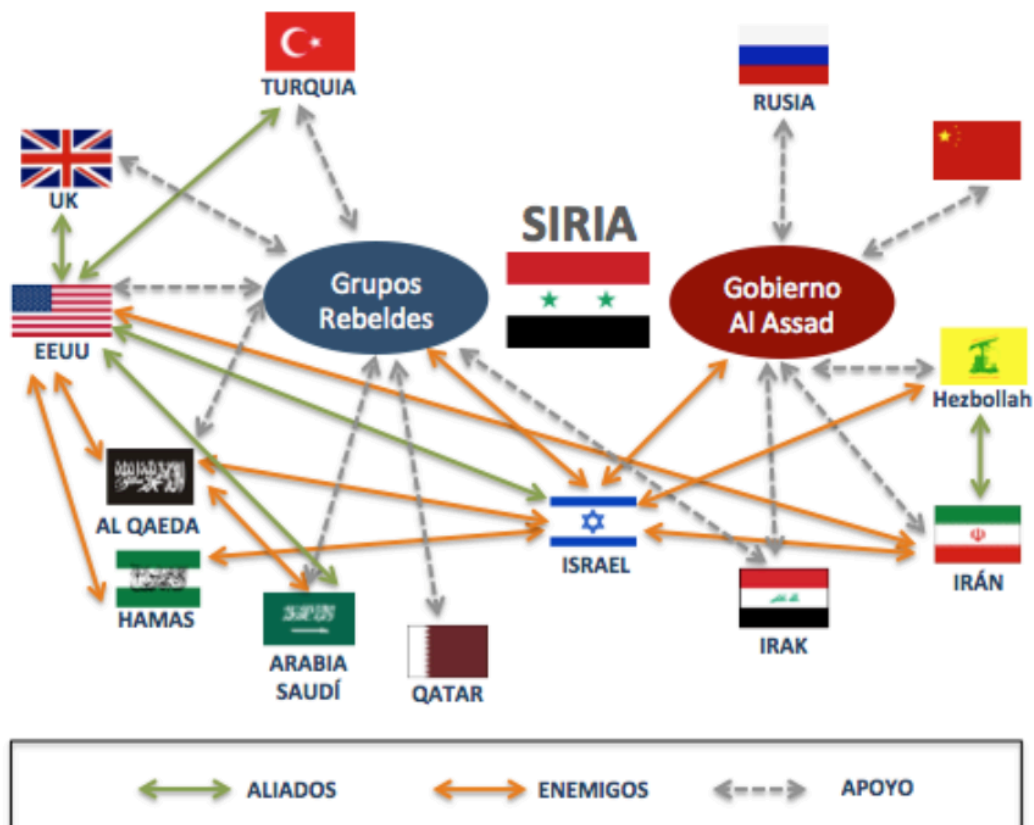 TURQUIA
RUSIA
UK
SIRIA
Grupos
Rebeldes
Gobierno
Al Assad
EEUU
Hezbollah
AL QAEDA
ISRAEL
IRÁN
HAMAS
IRAK
ARABIA
SAUDÍ
QATAR
ALIADOS
ENEMIGOS
APOYO